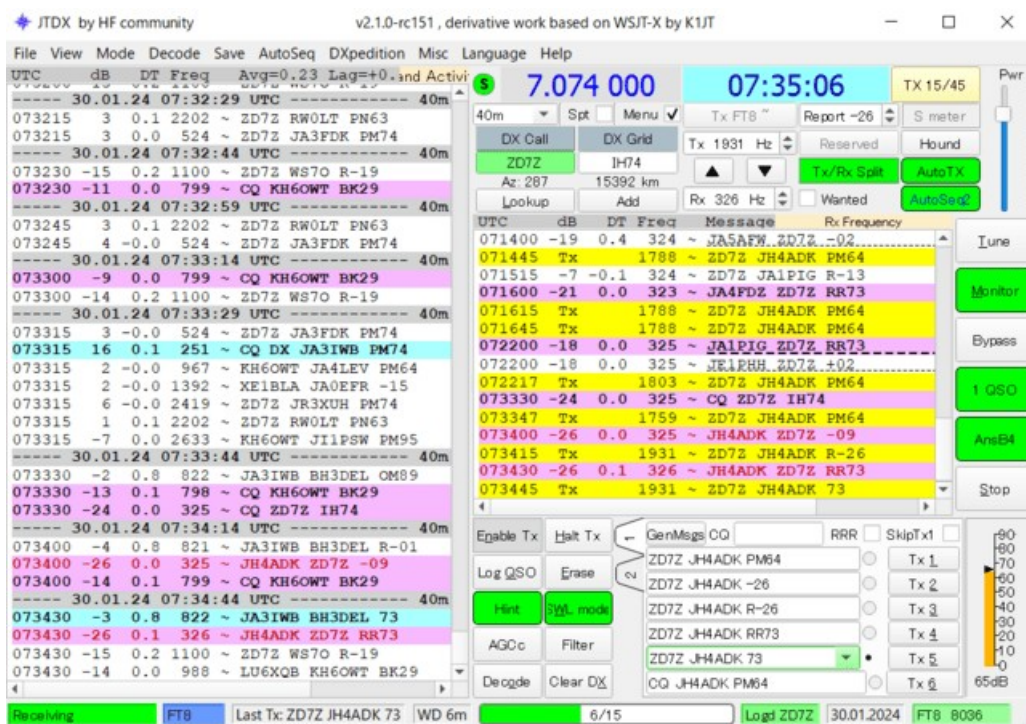 JTDX by HF community v2.1.0-rc151 , derivative work based on WSJT-X by K1JT
File View Mode Decode Save AutoSeq DXpedition Misc Language Help
UTC dB DT Freq Avg=0.23 Lag=+0. and Activi
----- 30.01.24 07:32:29 UTC ------------ 40m
073215 3 0.1 2202 ~ ZD7Z RW0LT PN63
073215 3 0.0 524 ~ ZD7Z JA3FDK PM74
----- 30.01.24 07:32:44 UTC ------------ 40m
073230 -15 0.2 1100 ~ ZD7Z WS7O R-19
073230 -11 0.0 799 ~ CQ KH6OWT BK29
----- 30.01.24 07:32:59 UTC ------------ 40m
073245 3 0.1 2202 ~ ZD7Z RW0LT PN63
073245 4 -0.0 524 ~ ZD7Z JA3FDK PM74
----- 30.01.24 07:33:14 UTC ------------ 40m
073300 -9 0.0 799 ~ CQ KH6OWT BK29
073300 -14 0.2 1100 ~ ZD7Z WS7O R-19
----- 30.01.24 07:33:29 UTC ------------ 40m
073315 3 -0.0 524 ~ ZD7Z JA3FDK PM74
073315 16 0.1 251 ~ CQ DX JA3IWB PM74
073315 2 -0.0 967 ~ KH6OWT JA4LEV PM64
073315 2 -0.0 1392 ~ XE1BLA JA0EFR -15
073315 6 -0.0 2419 ~ ZD7Z JR3XUH PM74
073315 1 0.1 2202 ~ ZD7Z RW0LT PN63
073315 -7 0.0 2633 ~ KH6OWT JI1PSW PM95
----- 30.01.24 07:33:44 UTC ------------ 40m
073330 -2 0.8 822 ~ JA3IWB BH3DEL OM89
073330 -13 0.1 798 ~ CQ KH6OWT BK29
073330 -24 0.0 325 ~ CQ ZD7Z IH74
----- 30.01.24 07:34:14 UTC ------------ 40m
073400 -4 0.8 821 ~ JA3IWB BH3DEL R-01
073400 -26 0.0 325 ~ JH4ADK ZD7Z -09
073400 -14 0.1 799 ~ CQ KH6OWT BK29
----- 30.01.24 07:34:44 UTC ------------ 40m
073430 -3 0.8 822 ~ JA3IWB BH3DEL 73
073430 -26 0.1 326 ~ JH4ADK ZD7Z RR73
073430 -15 0.2 1100 ~ ZD7Z WS7O R-19
073430 -14 0.0 988 ~ LU6XQB KH6OWT BK29
S 7.074 000 07:35:06 TX 15/45 Pwr
40m Spt Menu Tx FT8 ~ Report -26 S meter
DX Call DX Grid Tx 1931 Hz Reserved Hound
ZD7Z IH74 Tx/Rx Split AutoTX
Az: 287 15392 km
Lookup Add Rx 326 Hz Wanted AutoSeq2
UTC dB DT Freq Message Rx Frequency
071400 -19 0.4 324 ~ JA5AFW ZD7Z -02
071445 Tx 1788 ~ ZD7Z JH4ADK PM64
071515 -7 -0.1 324 ~ ZD7Z JA1PIG R-13
071600 -21 0.0 323 ~ JA4FDZ ZD7Z RR73
071615 Tx 1788 ~ ZD7Z JH4ADK PM64
071645 Tx 1788 ~ ZD7Z JH4ADK PM64
072200 -18 0.0 325 ~ JA1PIG ZD7Z RR73
072200 -18 0.0 325 ~ JE1PHH ZD7Z +02
072217 Tx 1803 ~ ZD7Z JH4ADK PM64
073330 -24 0.0 325 ~ CQ ZD7Z IH74
073347 Tx 1759 ~ ZD7Z JH4ADK PM64
073400 -26 0.0 325 ~ JH4ADK ZD7Z -09
073415 Tx 1931 ~ ZD7Z JH4ADK R-26
073430 -26 0.1 326 ~ JH4ADK ZD7Z RR73
073445 Tx 1931 ~ ZD7Z JH4ADK 73
Tune
Monitor
Bypass
1 QSO
AnsB4
Stop
Enable Tx Halt Tx 1 GenMsgs CQ RRR SkipTx1
ZD7Z JH4ADK PM64 Tx 1
Log QSO Erase 2 ZD7Z JH4ADK -26 Tx 2
Hint SWL mode ZD7Z JH4ADK R-26 Tx 3
AGCc Filter ZD7Z JH4ADK RR73 Tx 4
ZD7Z JH4ADK 73 Tx 5
Decode Clear DX CQ JH4ADK PM64 Tx 6
90
80
70
60
50
40
30
20
10
0
65dB
Receiving FT8 Last Tx: ZD7Z JH4ADK 73 WD 6m 6/15 Logd ZD7Z 30.01.2024 FT8 8036